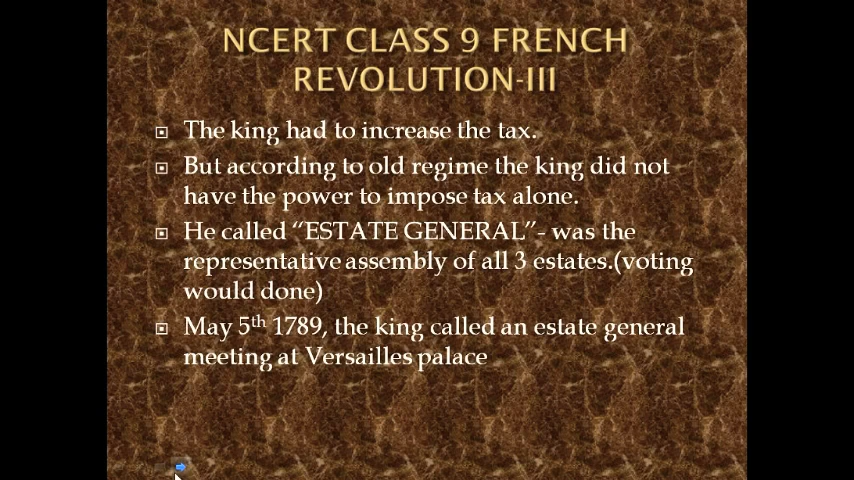 NCERT CLASS 9 FRENCH
REVOLUTION-III
The king had to increase the tax.
But according to old regime the king did not
have the power to impose tax alone.
He called “ESTATE GENERAL”- was the
representative assembly of all 3 estates.(voting
would done)
May 5th 1789, the king called an estate general
meeting at Versailles palace